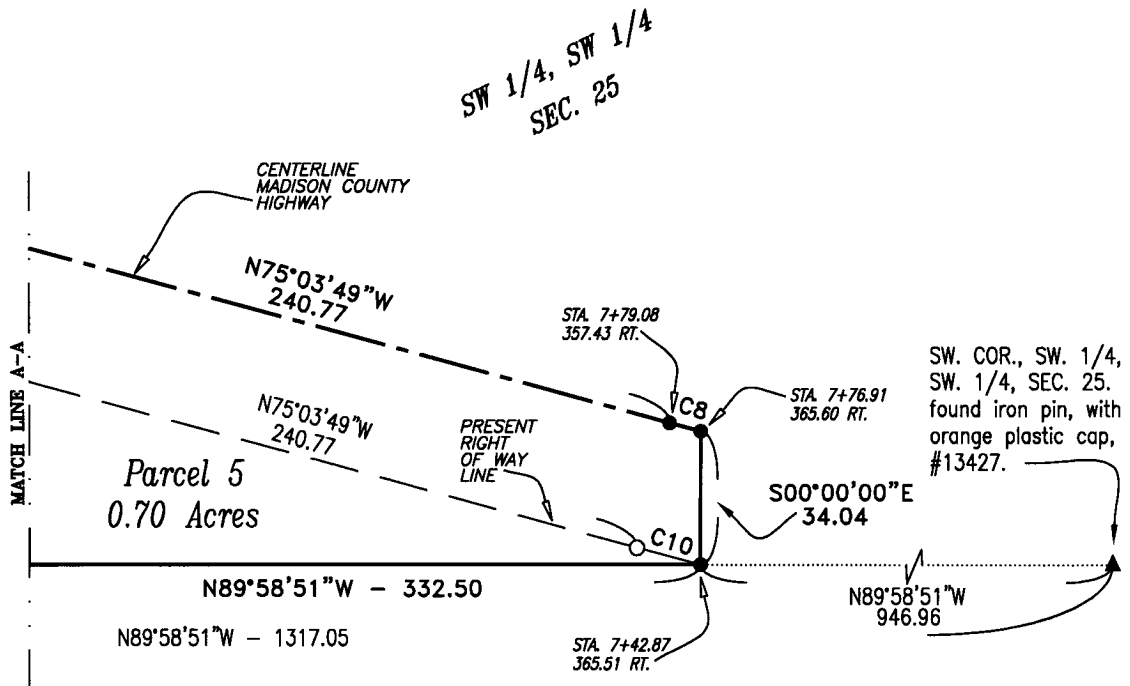 SW 1/4, SW 1/4
SEC. 25
CENTERLINE
MADISON COUNTY
HIGHWAY
N75°03'49"W
240.77
STA. 7+79.08
357.43 RT.
C8
STA. 7+76.91
365.60 RT.
SW. COR., SW. 1/4,
SW. 1/4, SEC. 25.
found iron pin, with
orange plastic cap,
#13427.
MATCH LINE A-A
N75°03'49"W
240.77
PRESENT
RIGHT
OF WAY
LINE
Parcel 5
0.70 Acres
S00°00'00"E
34.04
C10
N89°58'51"W - 332.50
N89°58'51"W
946.96
N89°58'51"W - 1317.05
STA. 7+42.87
365.51 RT.